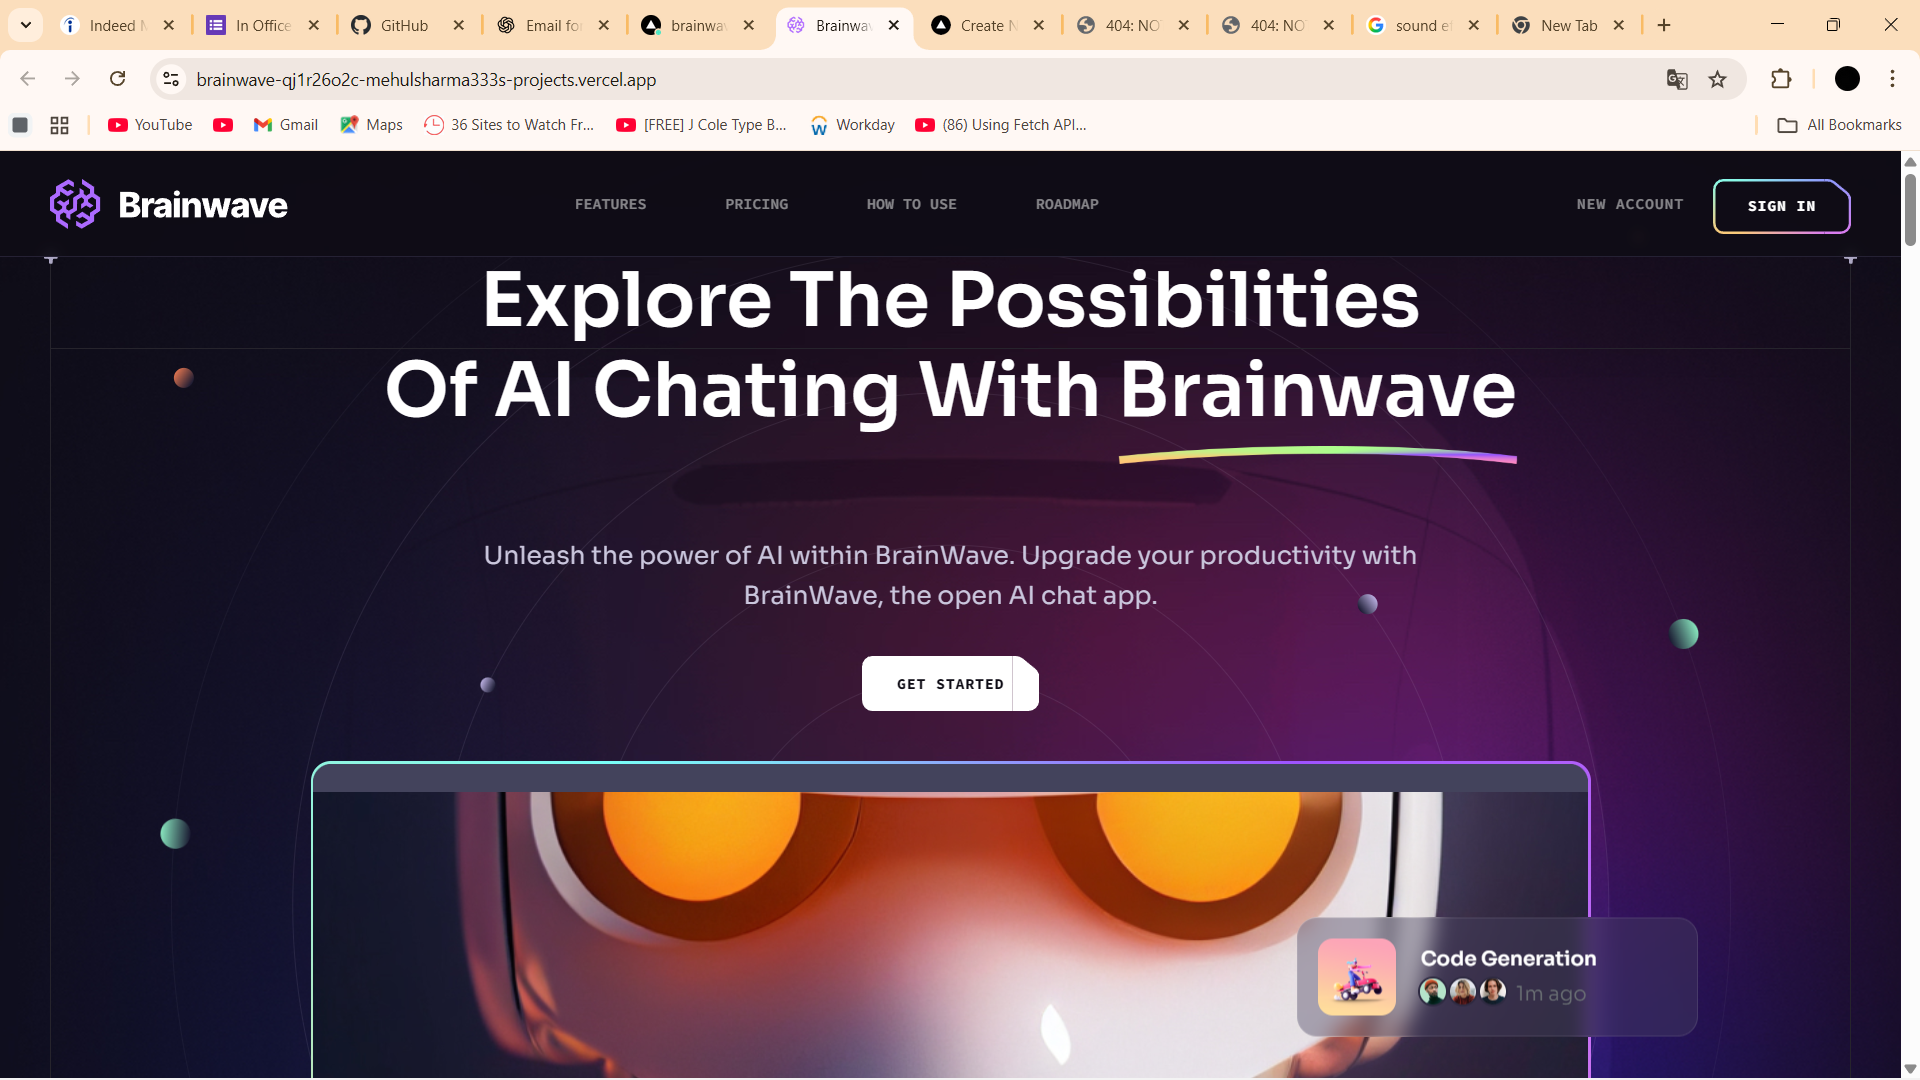 Indeed
In Office
GitHub
Email fo
brainwa
Brainwa
Create N
404: NO
404: NO
sound e
New Tab
brainwave-qj1r26o2c-mehulsharma333s-projects.vercel.app
YouTube
Gmail
Maps
36 Sites to Watch Fr...
[FREE] J Cole Type B...
Workday
(86) Using Fetch API...
All Bookmarks
Brainwave
FEATURES
PRICING
HOW TO USE
ROADMAP
NEW ACCOUNT
SIGN IN
Explore The Possibilities
Of AI Chating With Brainwave
Unleash the power of AI within BrainWave. Upgrade your productivity with
BrainWave, the open AI chat app.
GET STARTED
Code Generation
1m ago